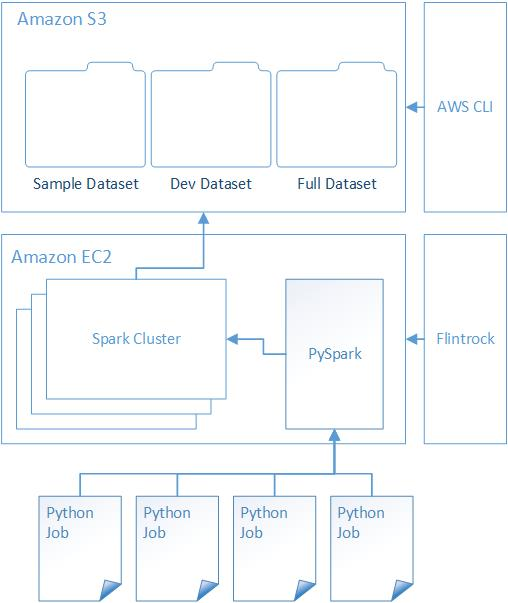 Amazon S3
AWS CLI
Sample Dataset
Dev Dataset
Full Dataset
Amazon EC2
Spark Cluster
PySpark
Flintrock
Python
Job
Python
Job
Python
Job
Python
Job